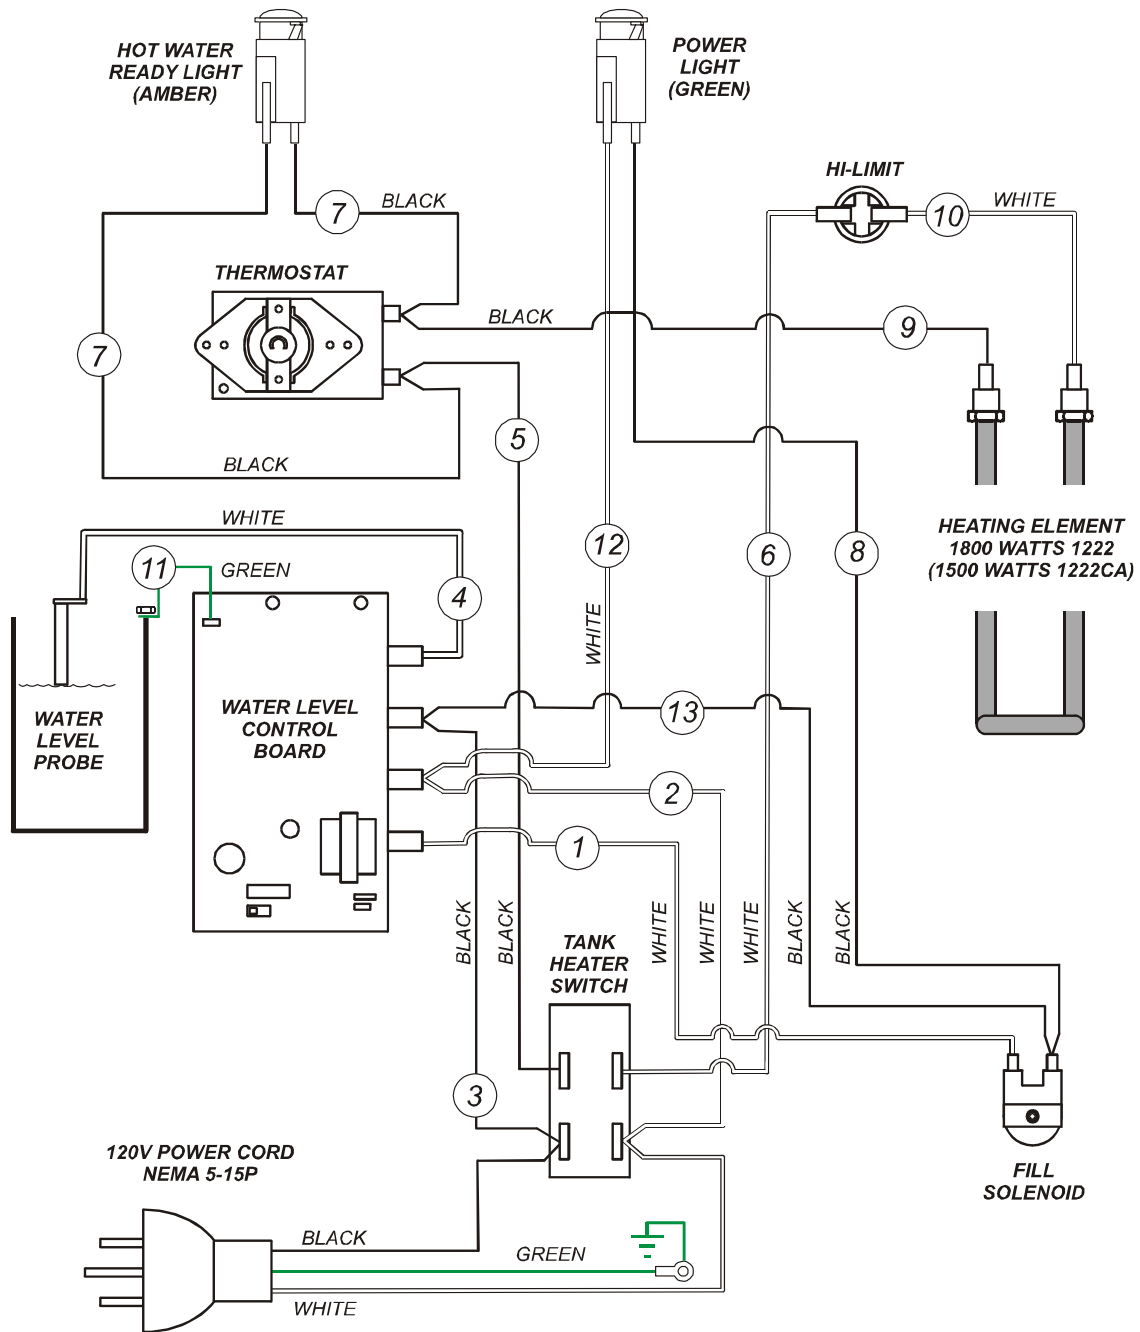 HOT WATER
READY LIGHT
(AMBER)
POWER
LIGHT
(GREEN)
HI-LIMIT
7
BLACK
10
WHITE
THERMOSTAT
BLACK
9
7
5
BLACK
WHITE
11
GREEN
4
12
6
8
HEATING ELEMENT
1800 WATTS 1222
(1500 WATTS 1222CA)
WHITE
WATER
LEVEL
PROBE
WATER LEVEL
CONTROL
BOARD
13
2
1
BLACK
BLACK
WHITE
WHITE
WHITE
BLACK
BLACK
TANK
HEATER
SWITCH
3
120V POWER CORD
NEMA 5-15P
FILL
SOLENOID
BLACK
GREEN
WHITE